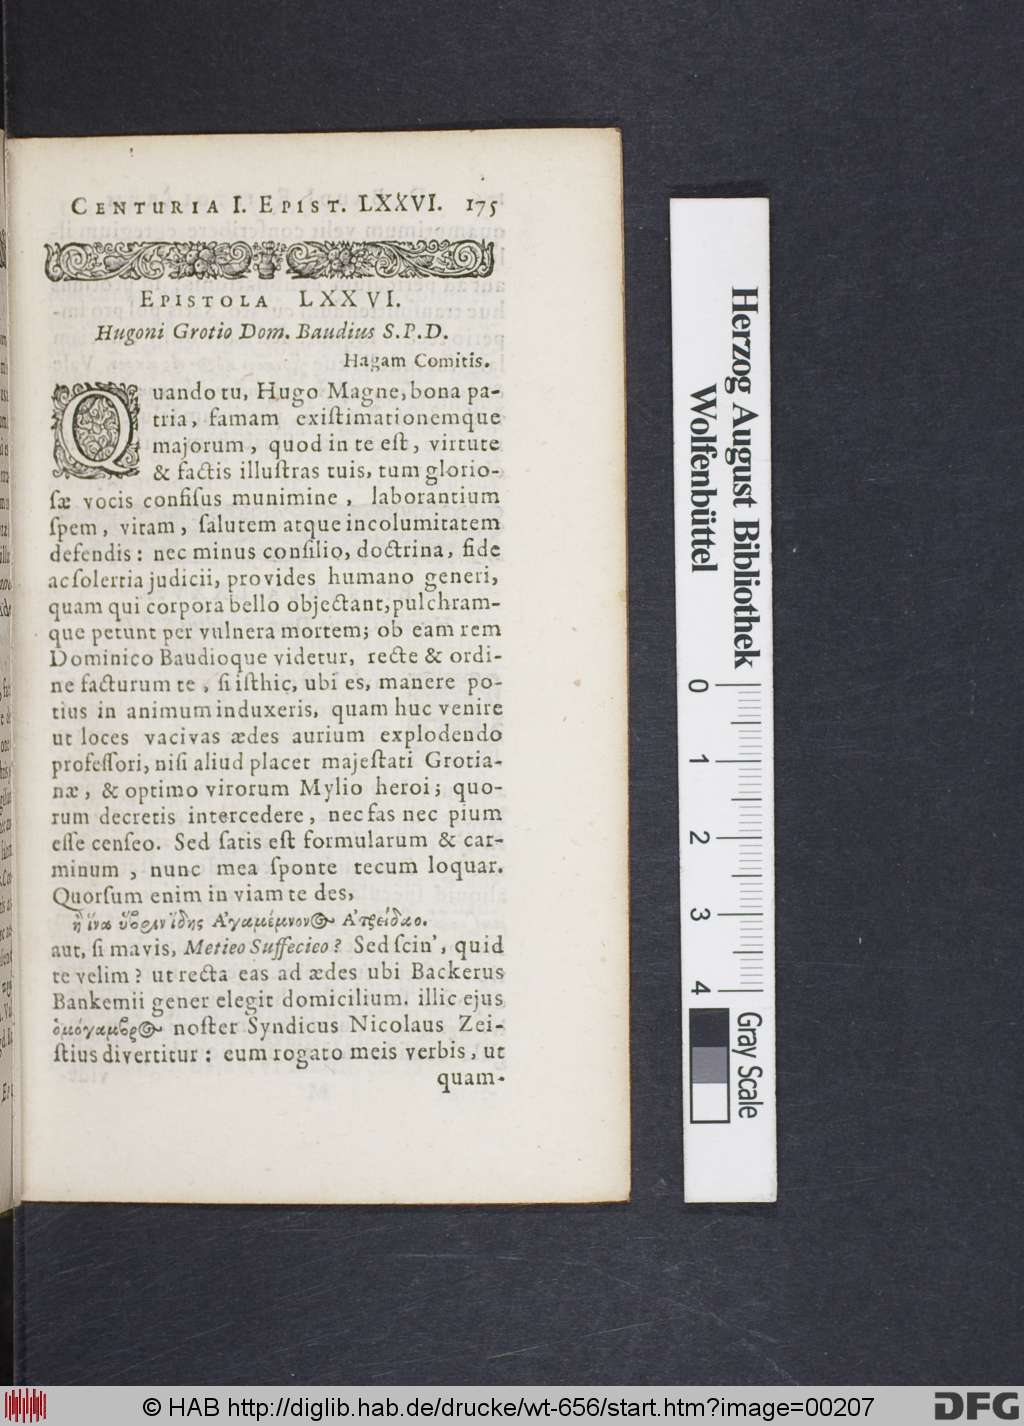 CENTURIA I. EPIST. LXXVI. 175
EPISTOLA LXXVI.
Hugoni Grotio Dom. Baudius S.P.D.
Hagam Comitis.
Quando tu, Hugo Magne, bona pa-
tria, famam exiſtimationemque
majorum, quod in te eſt, virtute
& factis illuſtras tuis, tum glorio-
ſæ vocis confiſus munimine, laborantium
ſpem, vitam, ſalutem atque incolumitatem
defendis: nec minus conſilio, doctrina, fide
ac ſolertia judicii, provides humano generi,
quam qui corpora bello objectant, pulchram-
que petunt per vulnera mortem; ob eam rem
Dominico Baudioque videtur, recte & ordi-
ne facturum te, ſi iſthic, ubi es, manere po-
tius in animum induxeris, quam huc venire
ut loces vacivas ædes aurium explodendo
profeſſori, niſi aliud placet majeſtati Grotia-
næ, & optimo virorum Mylio heroi; quo-
rum decretis intercedere, nec fas nec pium
eſſe cenſeo. Sed ſatis eſt formularum & car-
minum, nunc mea ſponte tecum loquar.
Quorſum enim in viam te des,
ἢ ἵνα ὕβριν ἴδης Ἀγαμέμνονος Ἀτρείδαο.
aut, ſi mavis, Metieo Suffecieo? Sed ſcin', quid
te velim? ut recta eas ad ædes ubi Backerus
Bankemii gener elegit domicilium. illic ejus
ὁμόγαμβρος noſter Syndicus Nicolaus Zei-
ſtius divertitur: eum rogato meis verbis, ut
quam-
Herzog August Bibliothek
Wolfenbüttel
0 1 2 3 4
Gray Scale
© HAB http://diglib.hab.de/drucke/wt-656/start.htm?image=00207
DFG